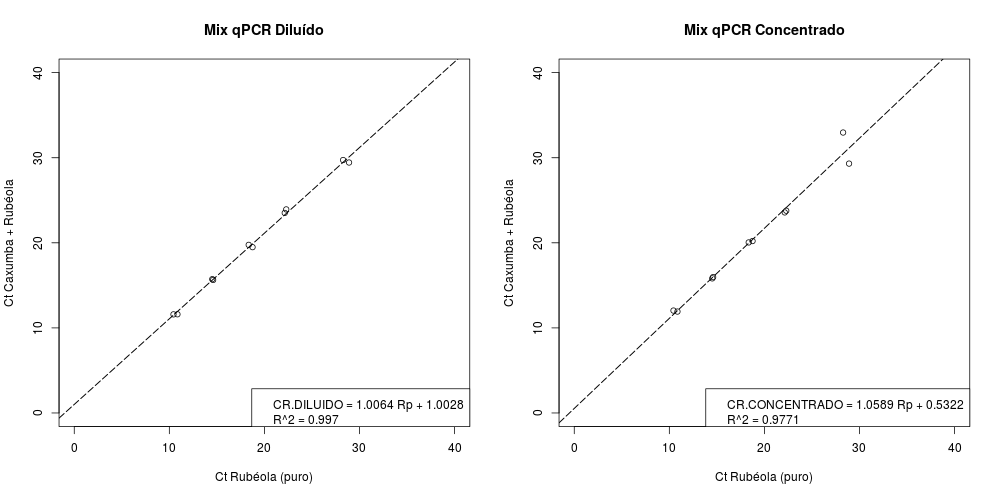 Mix qPCR Diluído
Ct Caxumba + Rubéola
40
30
20
10
0
0 10 20 30 40
CR.DILUIDO = 1.0064 Rp + 1.0028
R^2 = 0.997
Ct Rubéola (puro)
Mix qPCR Concentrado
Ct Caxumba + Rubéola
40
30
20
10
0
0 10 20 30 40
CR.CONCENTRADO = 1.0589 Rp + 0.5322
R^2 = 0.9771
Ct Rubéola (puro)